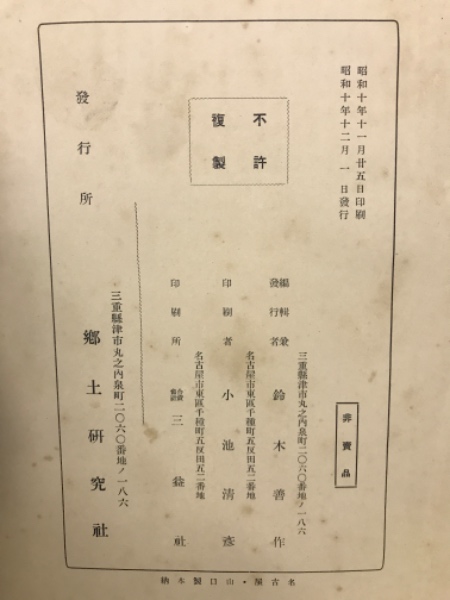 昭和十年十一月廿五日印刷
昭和十年十二月一日發行
非賣品
不許
複製
三重縣津市丸之内泉町二〇六〇番地ノ一八六
編輯兼
發行者 鈴木善作
名古屋市東區千種町五反田五二番地
印刷者 小池清彦
名古屋市東區千種町五反田五二番地
印刷所 三益社
三重縣津市丸之内泉町二〇六〇番地ノ一八六
發行所 鄕土硏究社
名古屋・山口製本納